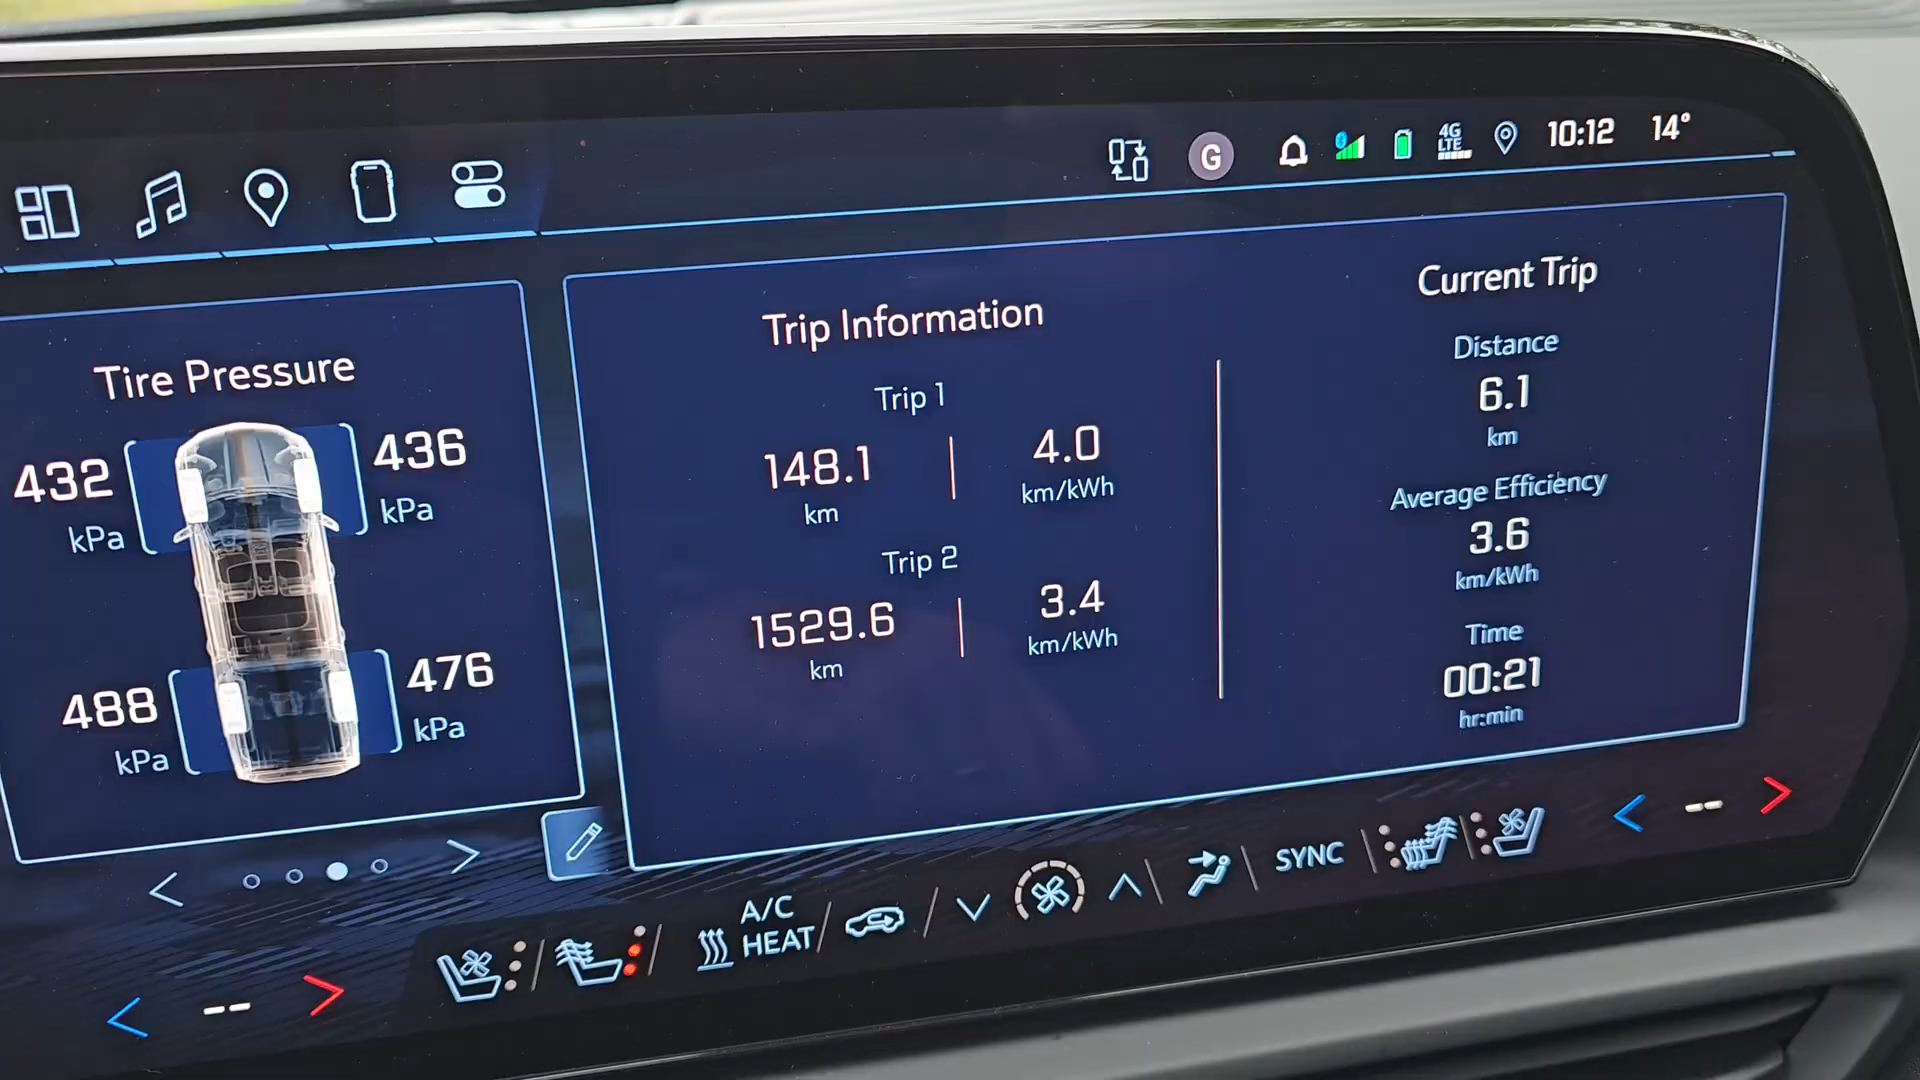 G
4G
LTE
10:12
14°
Tire Pressure
432
kPa
436
kPa
488
kPa
476
kPa
Trip Information
Trip 1
148.1
km
4.0
km/kWh
Trip 2
1529.6
km
3.4
km/kWh
Current Trip
Distance
6.1
km
Average Efficiency
3.6
km/kWh
Time
00:21
hr:min
--
A/C
HEAT
SYNC
--